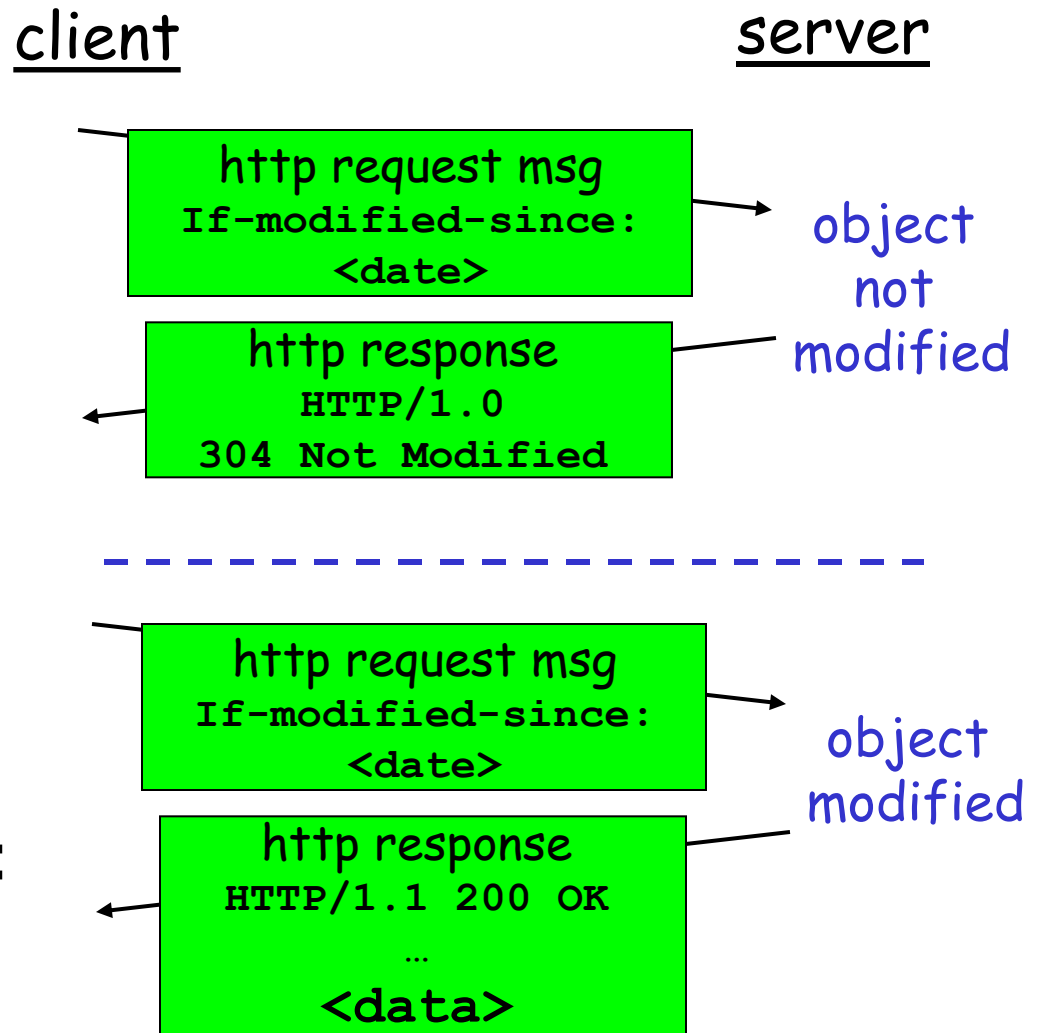 client
server
http request msg
If-modified-since:
<date>
object
not
modified
http response
HTTP/1.0
304 Not Modified
http request msg
If-modified-since:
<date>
object
modified
:
http response
HTTP/1.1 200 OK
…
<data>